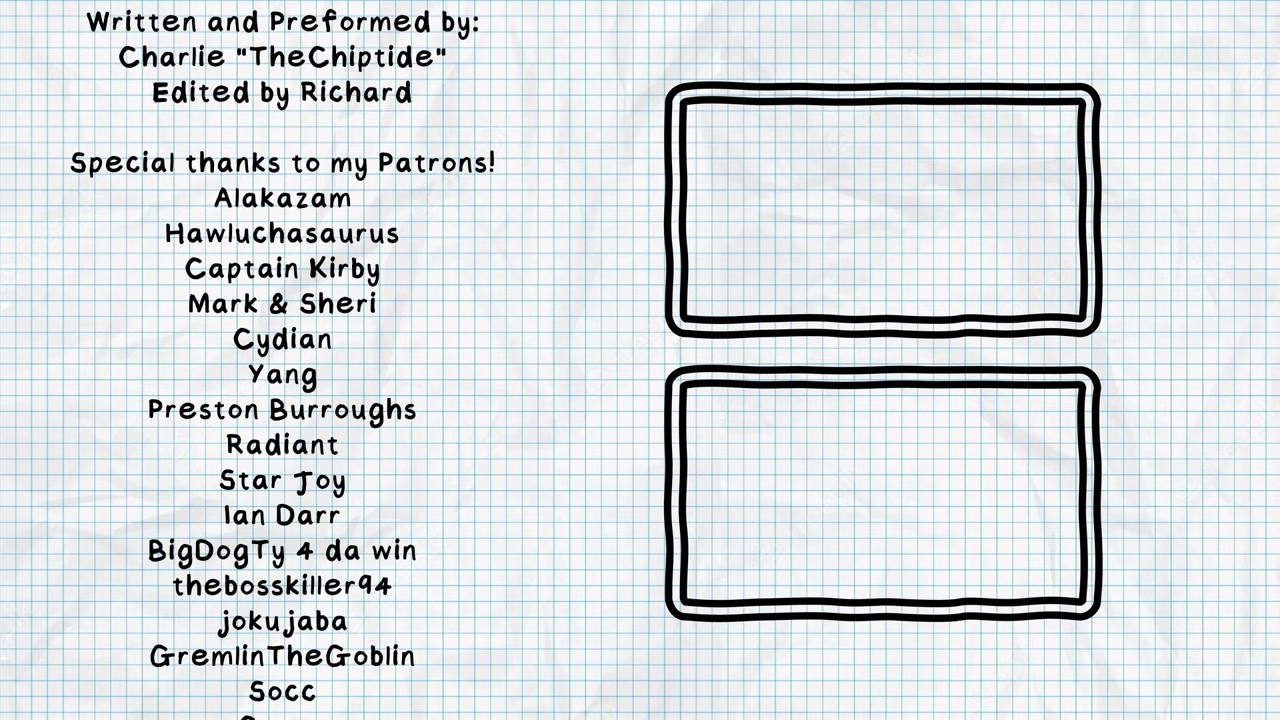 Written and Preformed by:
Charlie "TheChiptide"
Edited by Richard
Special thanks to my Patrons!
Alakazam
Hawluchasaurus
Captain Kirby
Mark & Sheri
Cydian
Yang
Preston Burroughs
Radiant
Star Joy
Ian Darr
BigDogTy 4 da win
thebosskiller94
jokujaba
GremlinTheGoblin
Socc